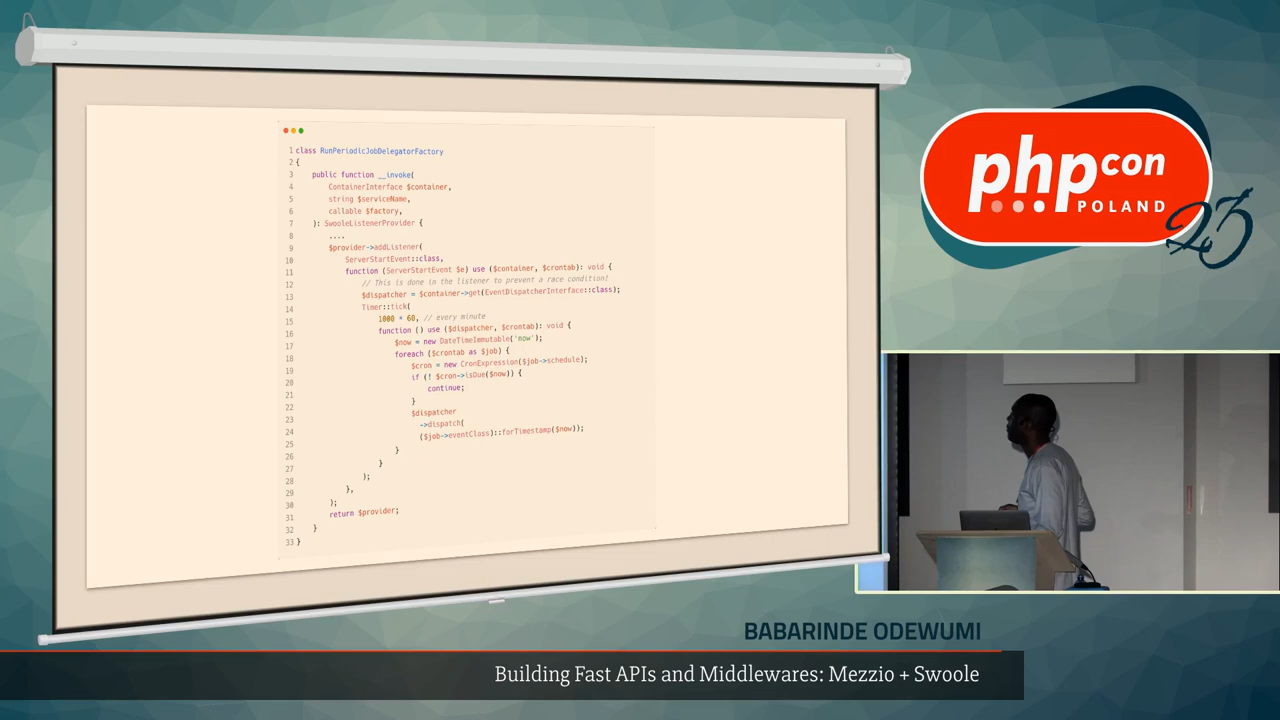 1 class RunPeriodicJobDelegatorFactory
2 {
3 public function __invoke(
4 ContainerInterface $container,
5 string $serviceName,
6 callable $factory,
7 ): SwooleListenerProvider {
8 ....
9 $provider->addListener(
10 ServerStartEvent::class,
11 function (ServerStartEvent $e) use ($container, $crontab): void {
12 // This is done in the listener to prevent a race condition!
13 $dispatcher = $container->get(EventDispatcherInterface::class);
14 Timer::tick(
15 1000 * 60, // every minute
16 function () use ($dispatcher, $crontab): void {
17 $now = new DateTimeImmutable('now');
18 foreach ($crontab as $job) {
19 $cron = new CronExpression($job->schedule);
20 if (! $cron->isDue($now)) {
21 continue;
22 }
23 $dispatcher
24 ->dispatch(
25 ($job->eventClass)::forTimestamp($now));
26 }
27 }
28 );
29 },
30 );
31 return $provider;
32 }
33 }
phpcon
POLAND
23
BABARINDE ODEWUMI
Building Fast APIs and Middlewares: Mezzio + Swoole